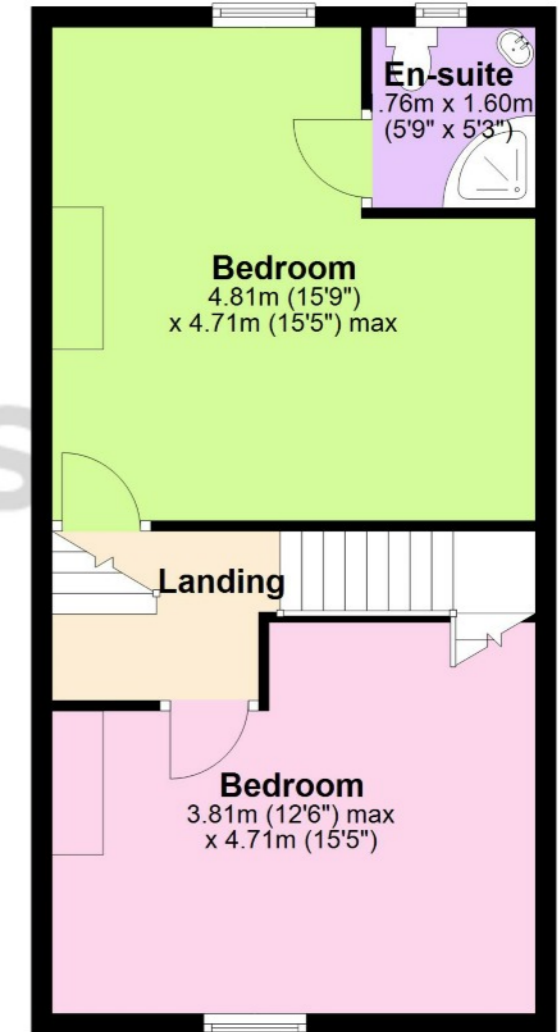 En-suite
.76m x 1.60m
(5'9" x 5'3")
Bedroom
4.81m (15'9")
x 4.71m (15'5") max
s
Landing
Bedroom
3.81m (12'6") max
x 4.71m (15'5")